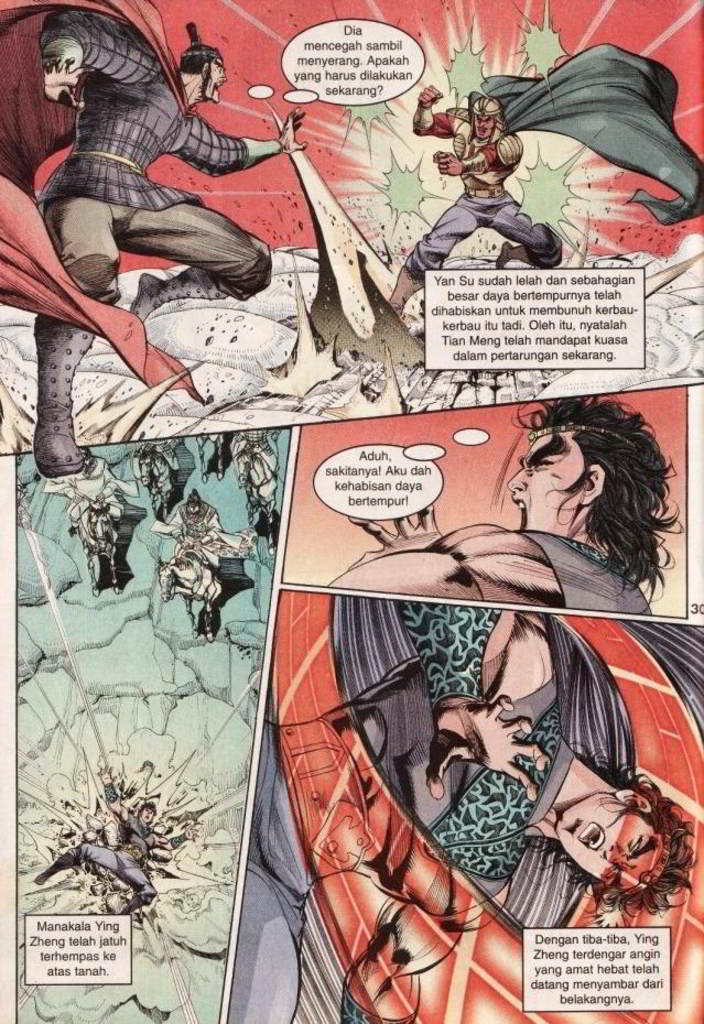 Dia
mencegah sambil
menyerang. Apakah
yang harus dilakukan
sekarang?
Yan Su sudah lelah dan sebahagian
besar daya bertempurnya telah
dihabiskan untuk membunuh kerbau-
kerbau itu tadi. Oleh itu, nyatalah
Tian Meng telah mandapat kuasa
dalam pertarungan sekarang.
Aduh,
sakitanya! Aku dah
kehabisan daya
bertempur!
30
Manakala Ying
Zheng telah jatuh
terhempas ke
atas tanah.
Dengan tiba-tiba, Ying
Zheng terdengar angin
yang amat hebat telah
datang menyambar dari
belakangnya.